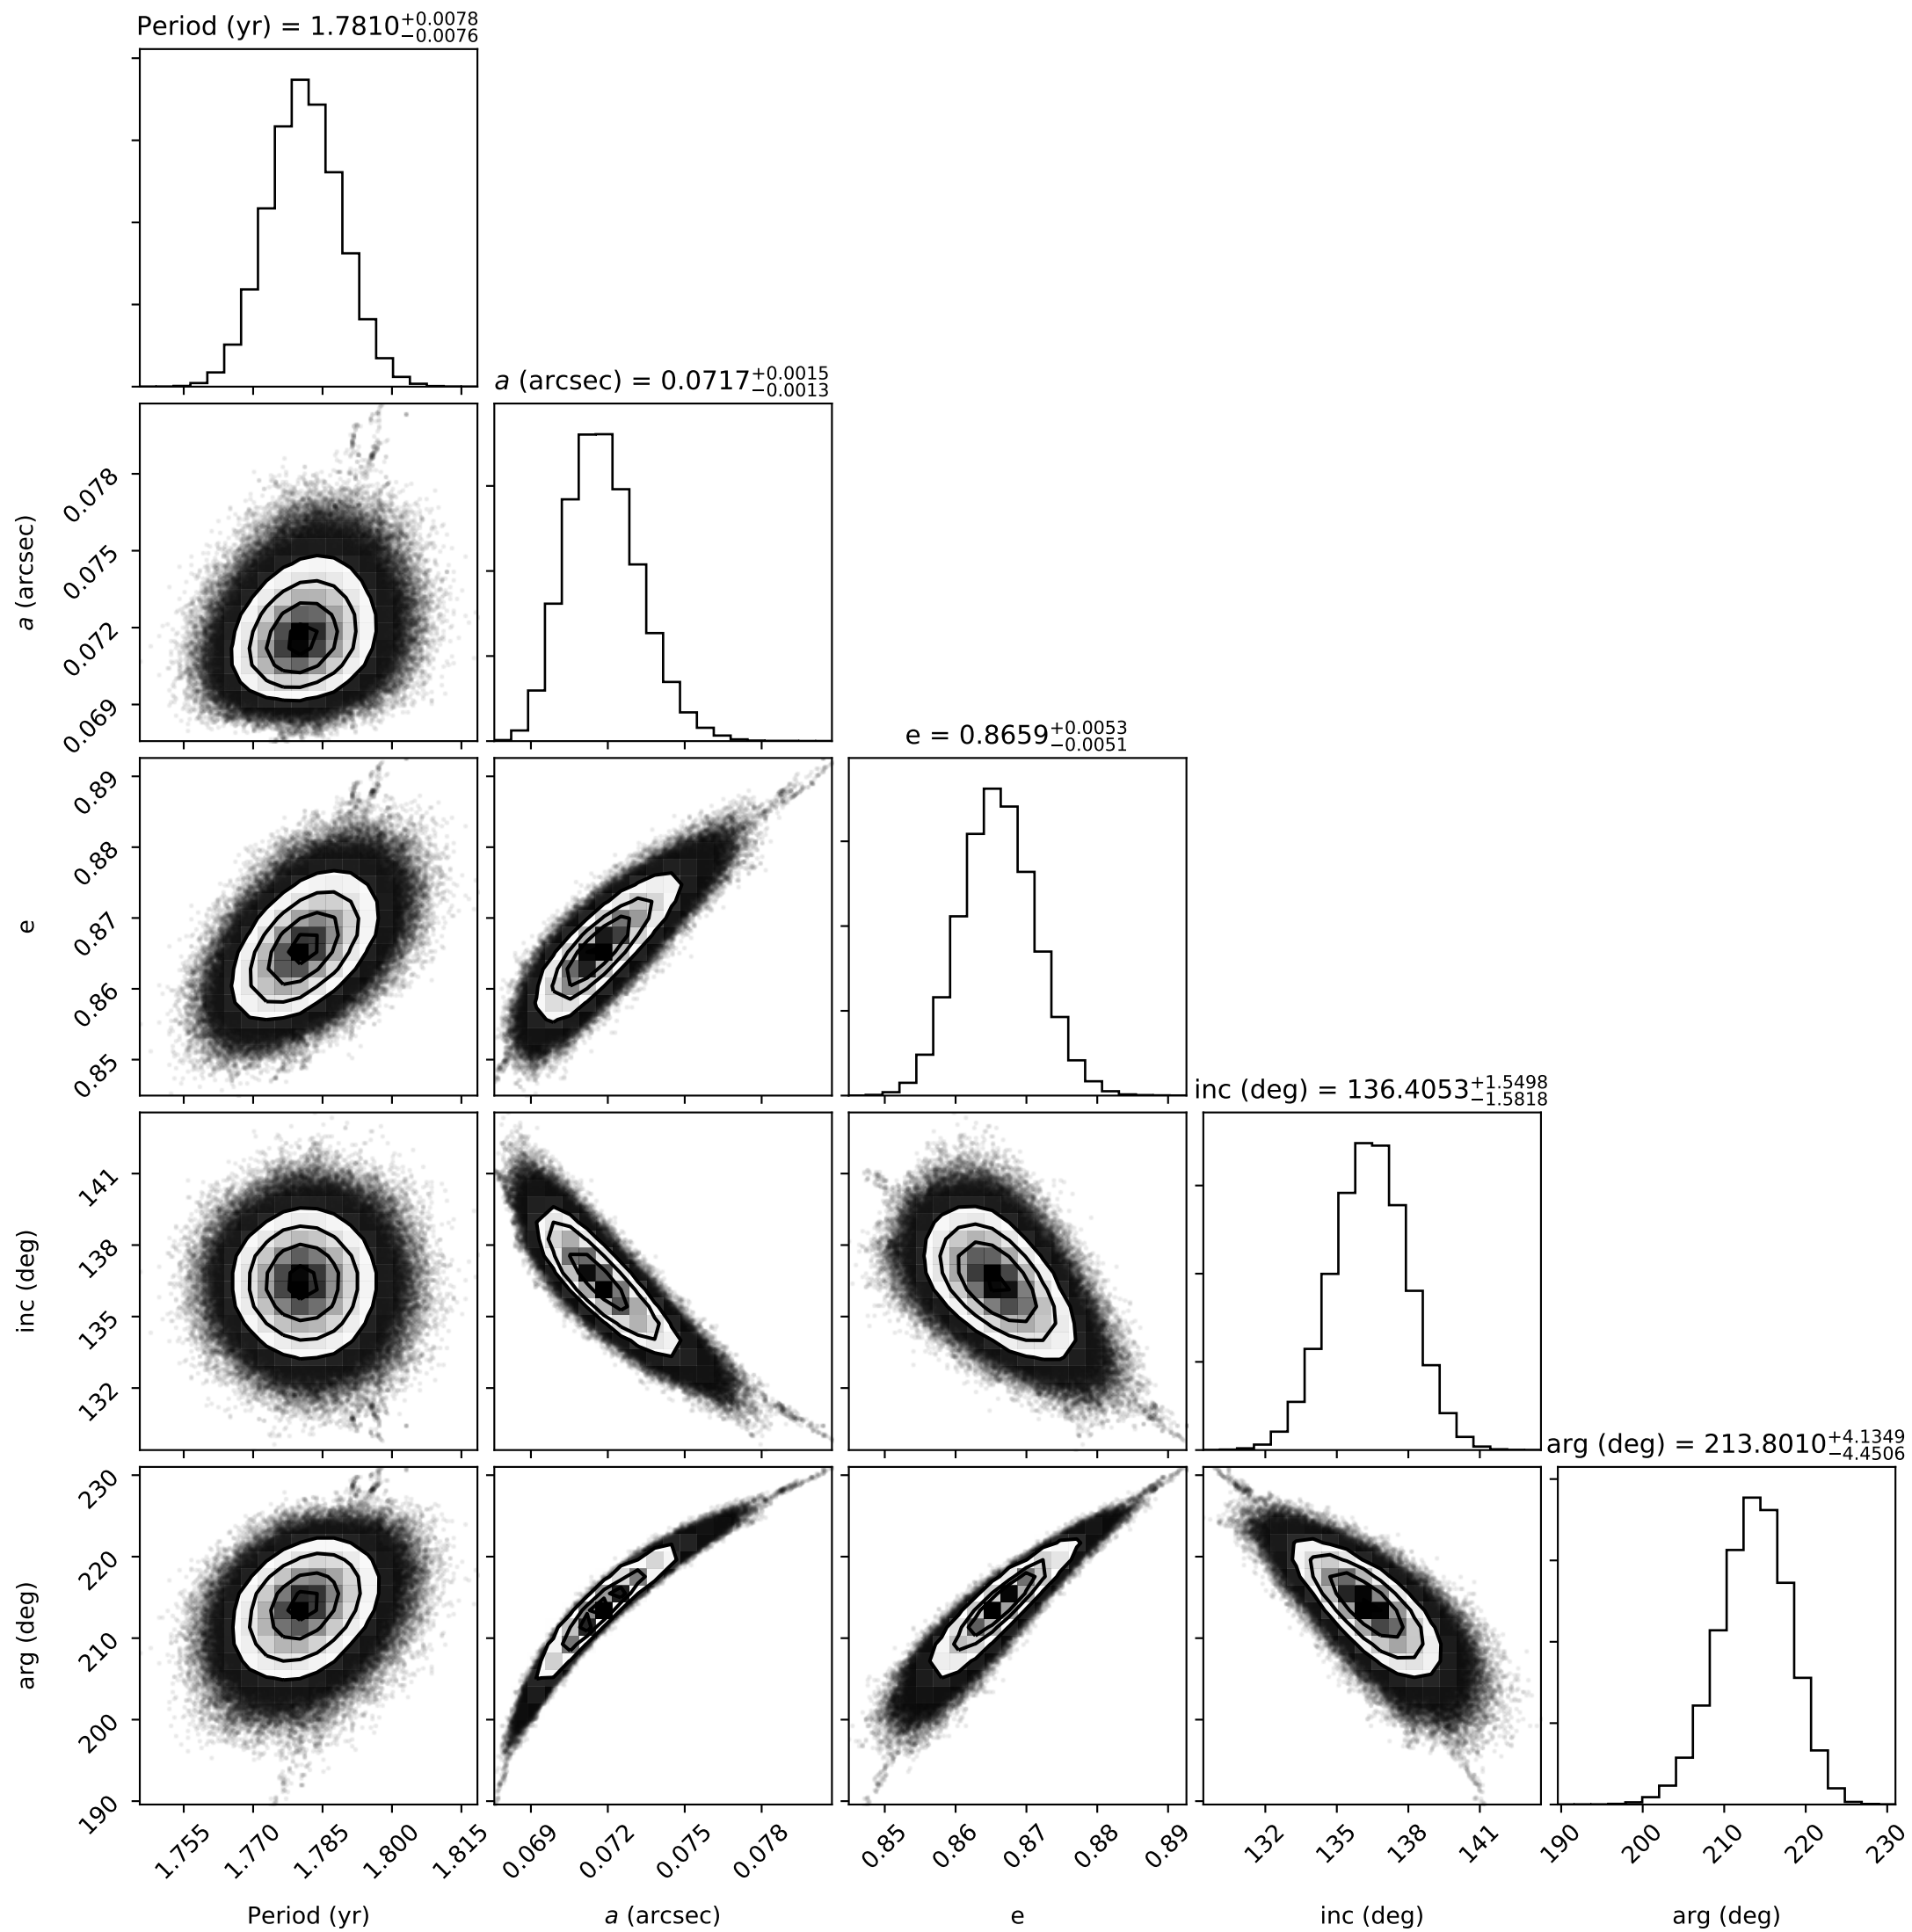 Period (yr) = 1.7810 +0.0078 −0.0076
a (arcsec) = 0.0717 +0.0015 −0.0013
0.078
0.075
0.072
0.069
a (arcsec)
e = 0.8659 +0.0053 −0.0051
0.89
0.88
0.87
0.86
0.85
e
inc (deg) = 136.4053 +1.5498 −1.5818
141
138
135
132
inc (deg)
arg (deg) = 213.8010 +4.1349 −4.4506
230
220
210
200
190
arg (deg)
1.755 1.770 1.785 1.800 1.815
0.069 0.072 0.075 0.078
0.85 0.86 0.87 0.88 0.89
132 135 138 141
190 200 210 220 230
Period (yr)
a (arcsec)
e
inc (deg)
arg (deg)